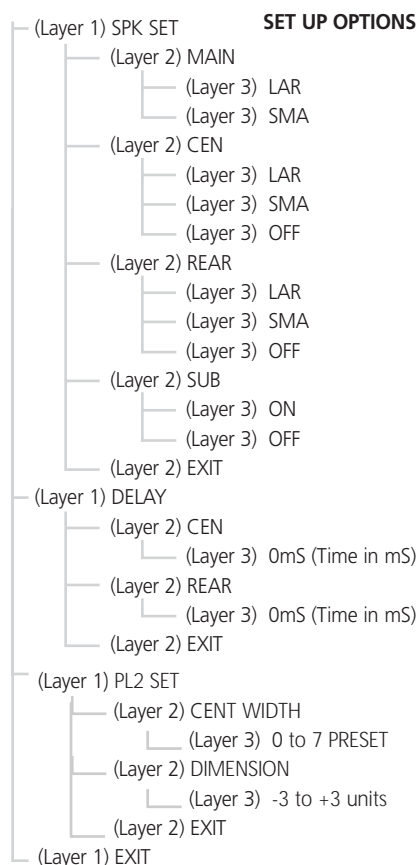 SET UP OPTIONS
(Layer 1) SPK SET
(Layer 2) MAIN
(Layer 3) LAR
(Layer 3) SMA
(Layer 2) CEN
(Layer 3) LAR
(Layer 3) SMA
(Layer 3) OFF
(Layer 2) REAR
(Layer 3) LAR
(Layer 3) SMA
(Layer 3) OFF
(Layer 2) SUB
(Layer 3) ON
(Layer 3) OFF
(Layer 2) EXIT
(Layer 1) DELAY
(Layer 2) CEN
(Layer 3) 0mS (Time in mS)
(Layer 2) REAR
(Layer 3) 0mS (Time in mS)
(Layer 2) EXIT
(Layer 1) PL2 SET
(Layer 2) CENT WIDTH
(Layer 3) 0 to 7 PRESET
(Layer 2) DIMENSION
(Layer 3) -3 to +3 units
(Layer 2) EXIT
(Layer 1) EXIT